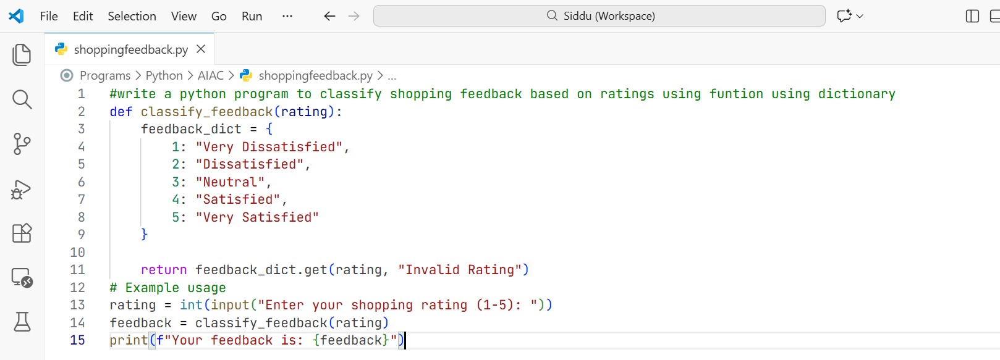 File Edit Selection View Go Run ··· Siddu (Workspace)
shoppingfeedback.py
Programs > Python > AIAC > shoppingfeedback.py > ...
1 #write a python program to classify shopping feedback based on ratings using funtion using dictionary
2 def classify_feedback(rating):
3     feedback_dict = {
4         1: "Very Dissatisfied",
5         2: "Dissatisfied",
6         3: "Neutral",
7         4: "Satisfied",
8         5: "Very Satisfied"
9     }
10
11     return feedback_dict.get(rating, "Invalid Rating")
12 # Example usage
13 rating = int(input("Enter your shopping rating (1-5): "))
14 feedback = classify_feedback(rating)
15 print(f"Your feedback is: {feedback}")